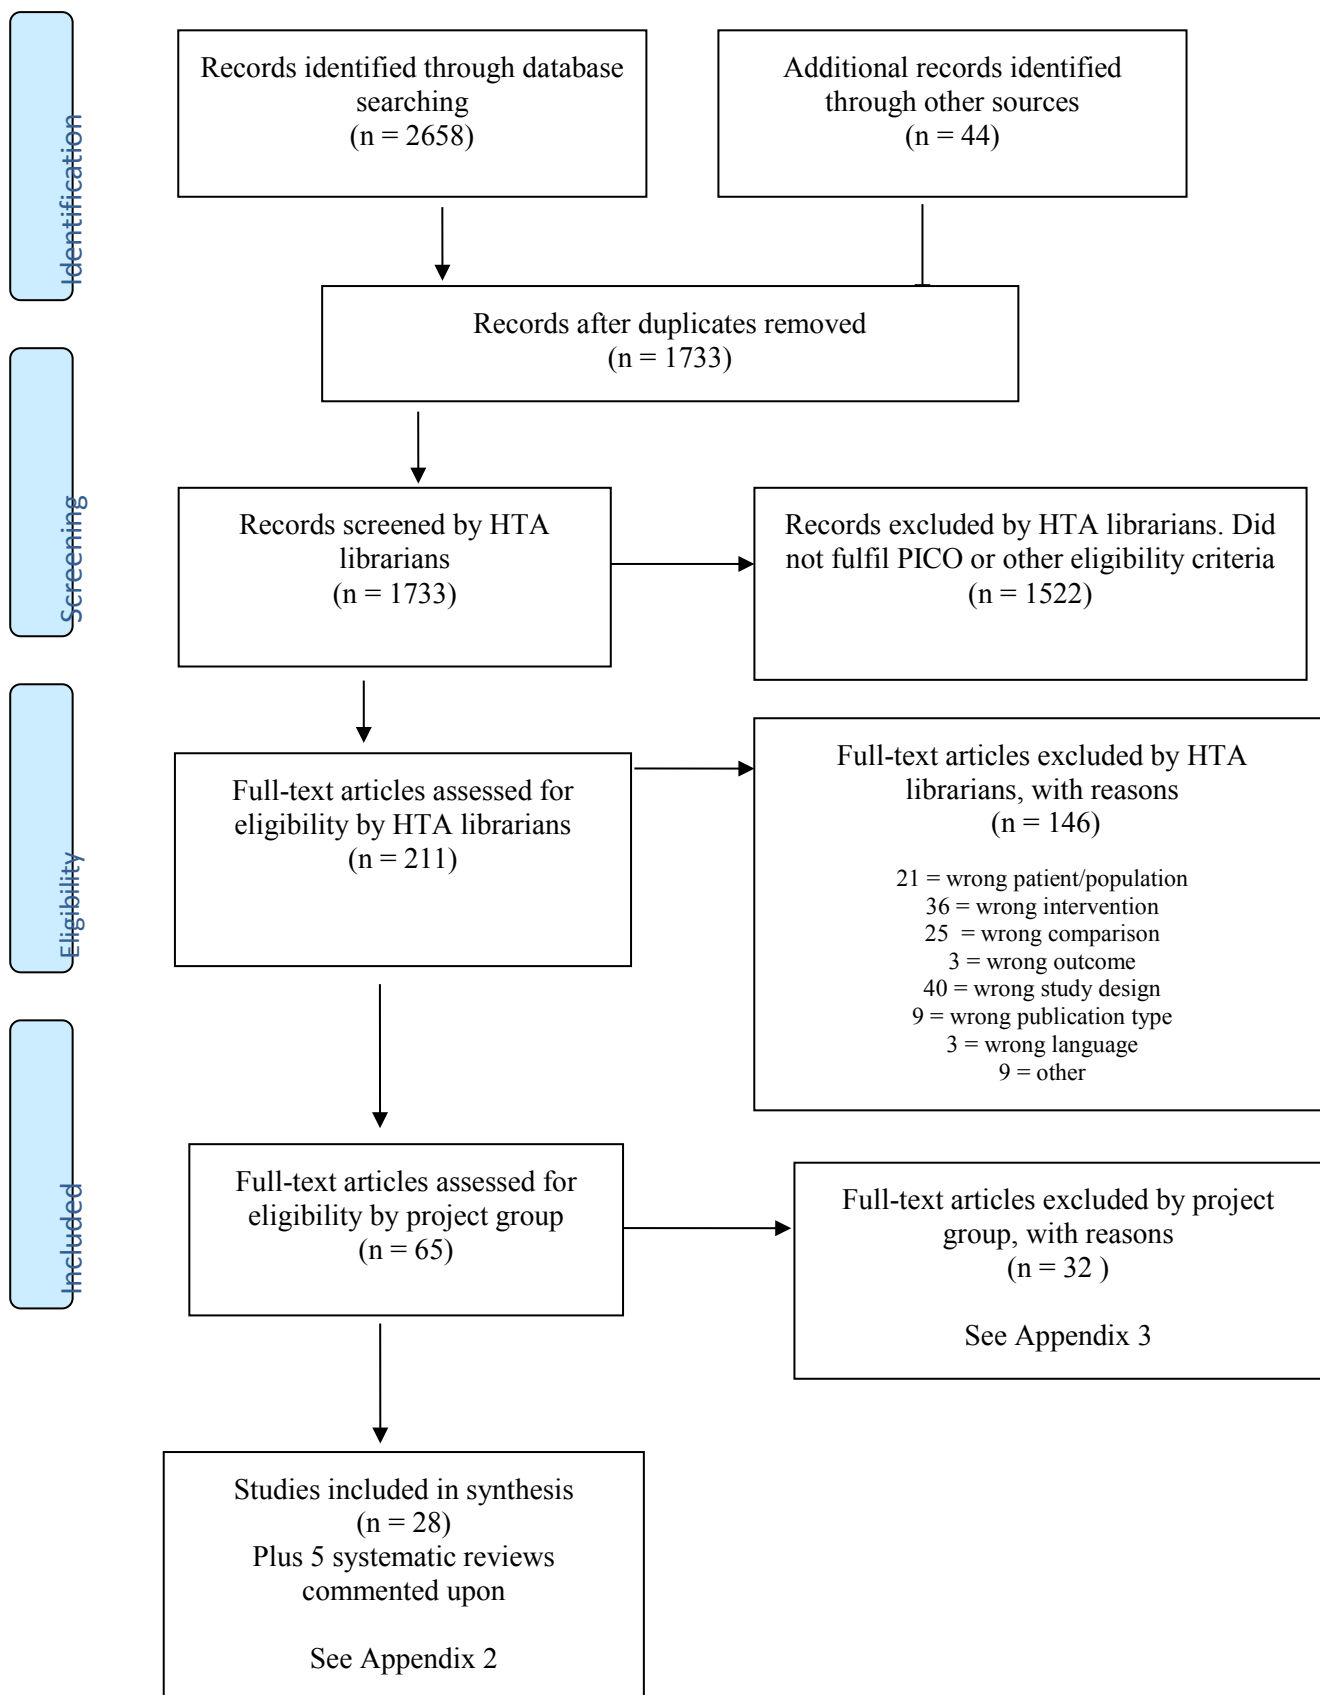 Identification
Records identified through database
searching
(n = 2658)
Additional records identified
through other sources
(n = 44)
Records after duplicates removed
(n = 1733)
Screening
Records screened by HTA
librarians
(n = 1733)
Records excluded by HTA librarians. Did
not fulfil PICO or other eligibility criteria
(n = 1522)
Eligibility
Full-text articles assessed for
eligibility by HTA librarians
(n = 211)
Full-text articles excluded by HTA
librarians, with reasons
(n = 146)
21 = wrong patient/population
36 = wrong intervention
25  = wrong comparison
3 = wrong outcome
40 = wrong study design
9 = wrong publication type
3 = wrong language
9 = other
Included
Full-text articles assessed for
eligibility by project group
(n = 65)
Full-text articles excluded by project
group, with reasons
(n = 32 )
See Appendix 3
Studies included in synthesis
(n = 28)
Plus 5 systematic reviews
commented upon
See Appendix 2